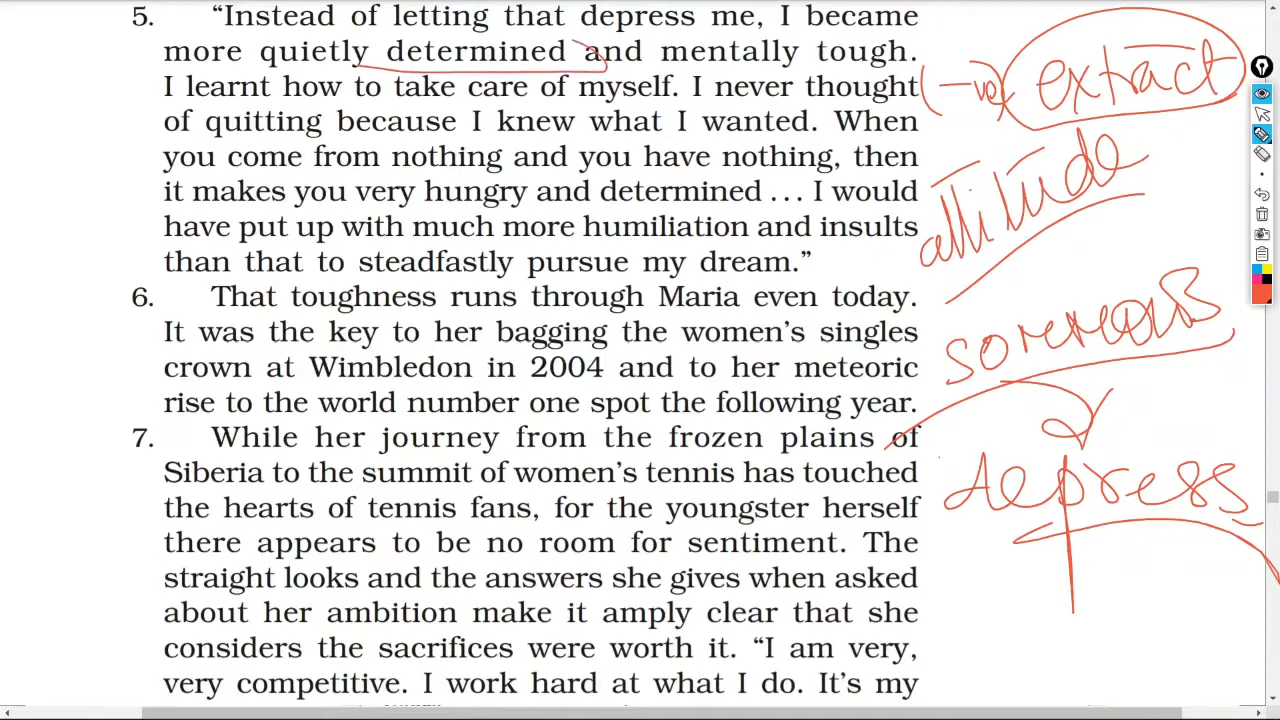 5. “Instead of letting that depress me, I became
more quietly determined and mentally tough.
I learnt how to take care of myself. I never thought
of quitting because I knew what I wanted. When
you come from nothing and you have nothing, then
it makes you very hungry and determined ... I would
have put up with much more humiliation and insults
than that to steadfastly pursue my dream.”
6. That toughness runs through Maria even today.
It was the key to her bagging the women’s singles
crown at Wimbledon in 2004 and to her meteoric
rise to the world number one spot the following year.
7. While her journey from the frozen plains of
Siberia to the summit of women’s tennis has touched
the hearts of tennis fans, for the youngster herself
there appears to be no room for sentiment. The
straight looks and the answers she gives when asked
about her ambition make it amply clear that she
considers the sacrifices were worth it. “I am very,
very competitive. I work hard at what I do. It’s my
(-ve) extract
attitude
depress